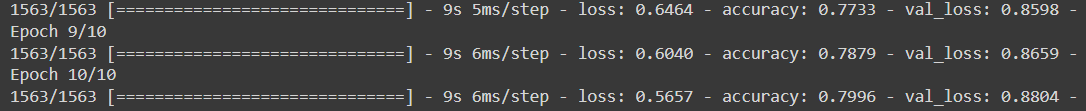 1563/1563 [==============================] - 9s 5ms/step - loss: 0.6464 - accuracy: 0.7733 - val_loss: 0.8598 -
Epoch 9/10
1563/1563 [==============================] - 9s 6ms/step - loss: 0.6040 - accuracy: 0.7879 - val_loss: 0.8659 -
Epoch 10/10
1563/1563 [==============================] - 9s 6ms/step - loss: 0.5657 - accuracy: 0.7996 - val_loss: 0.8804 -